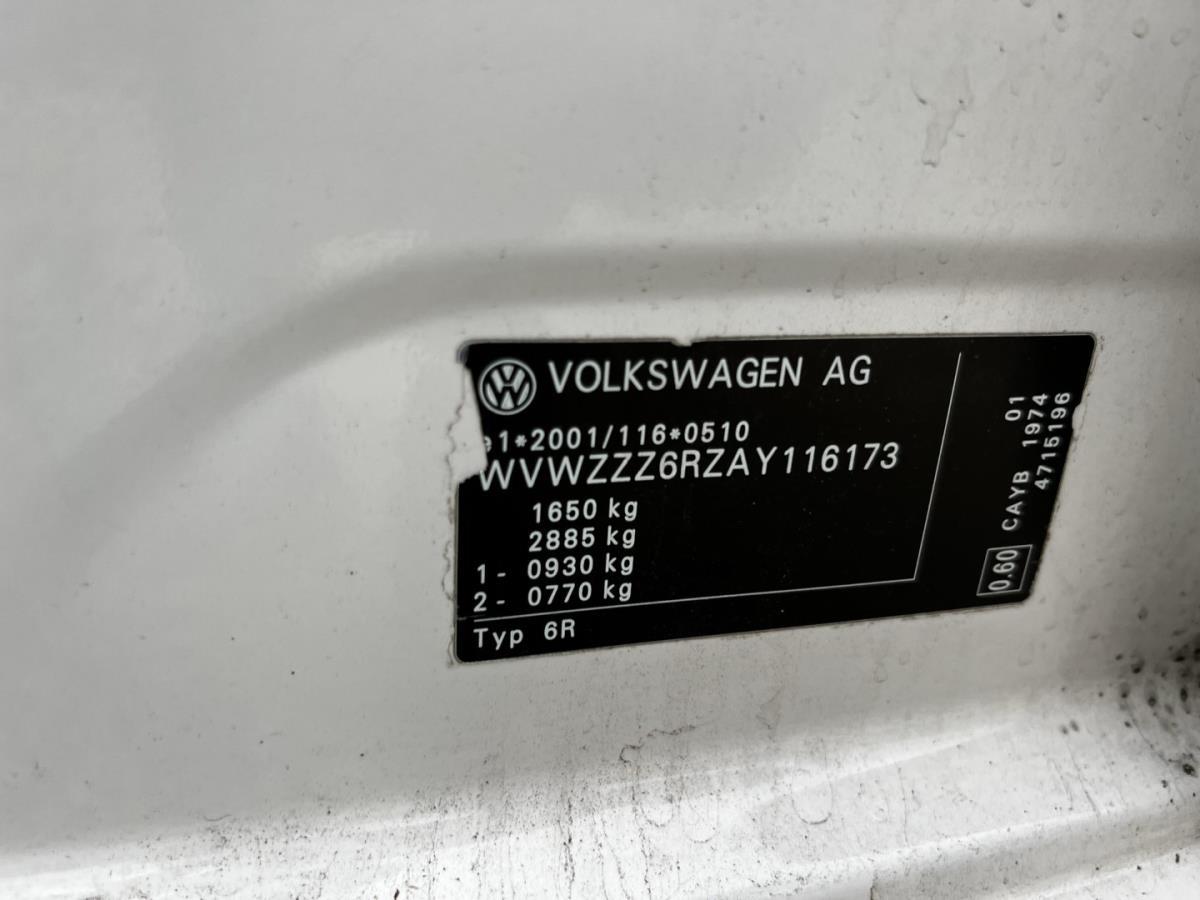 VOLKSWAGEN AG
e1*2001/116*0510
WVWZZZ6RZAY116173
1650 kg
2885 kg
1- 0930 kg
2- 0770 kg
Typ 6R
0.60 CAYB 1974 01
4715196